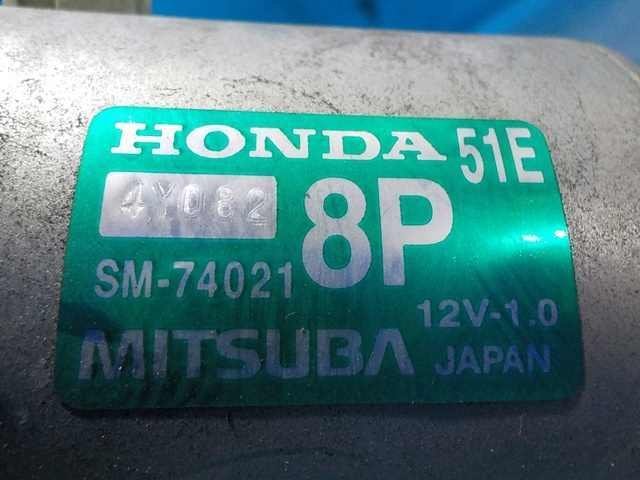 HONDA 51E
4Y082 8P
SM-74021
12V-1.0
MITSUBA JAPAN